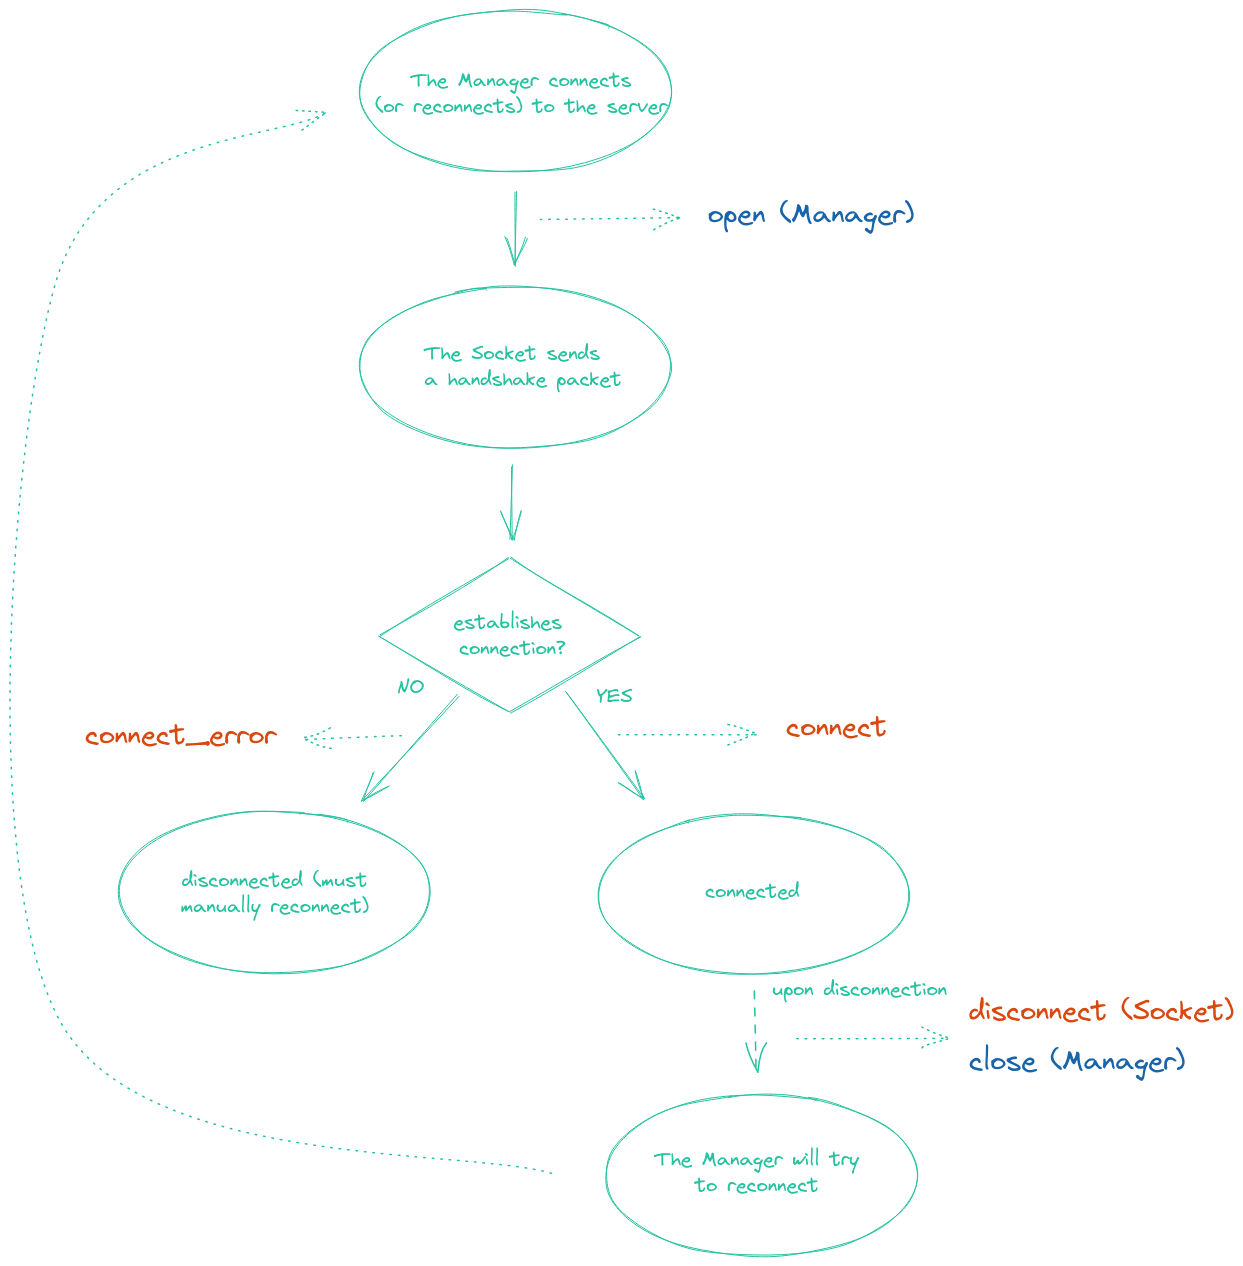 The Manager connects
(or reconnects) to the server
open (Manager)
The Socket sends
a handshake packet
establishes
connection?
NO
YES
connect_error
connect
disconnected (must
manually reconnect)
connected
upon disconnection
disconnect (Socket)
close (Manager)
The Manager will try
to reconnect